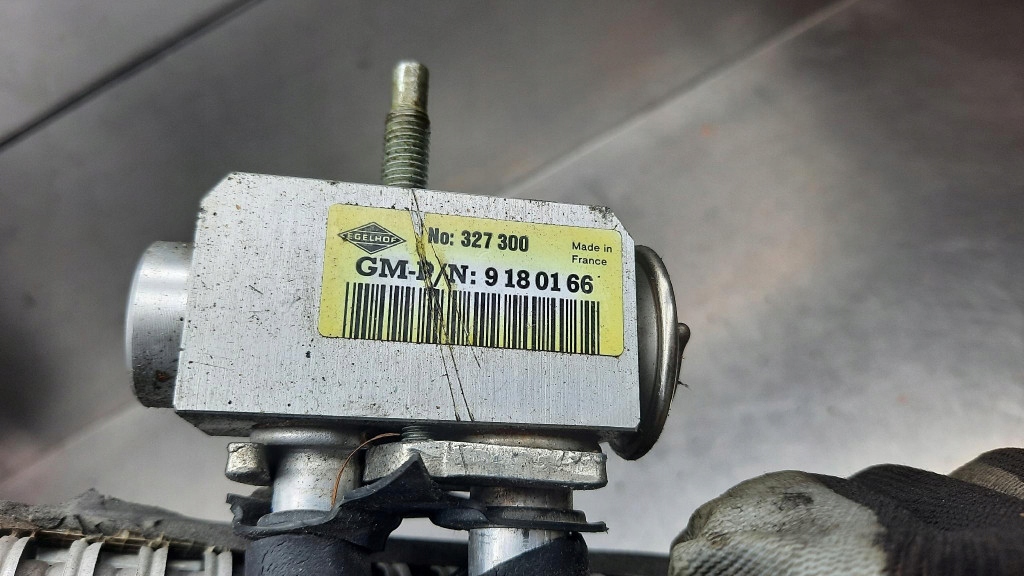 EGELHOF
No: 327 300
Made in
France
GM-P/N: 9 18 01 66